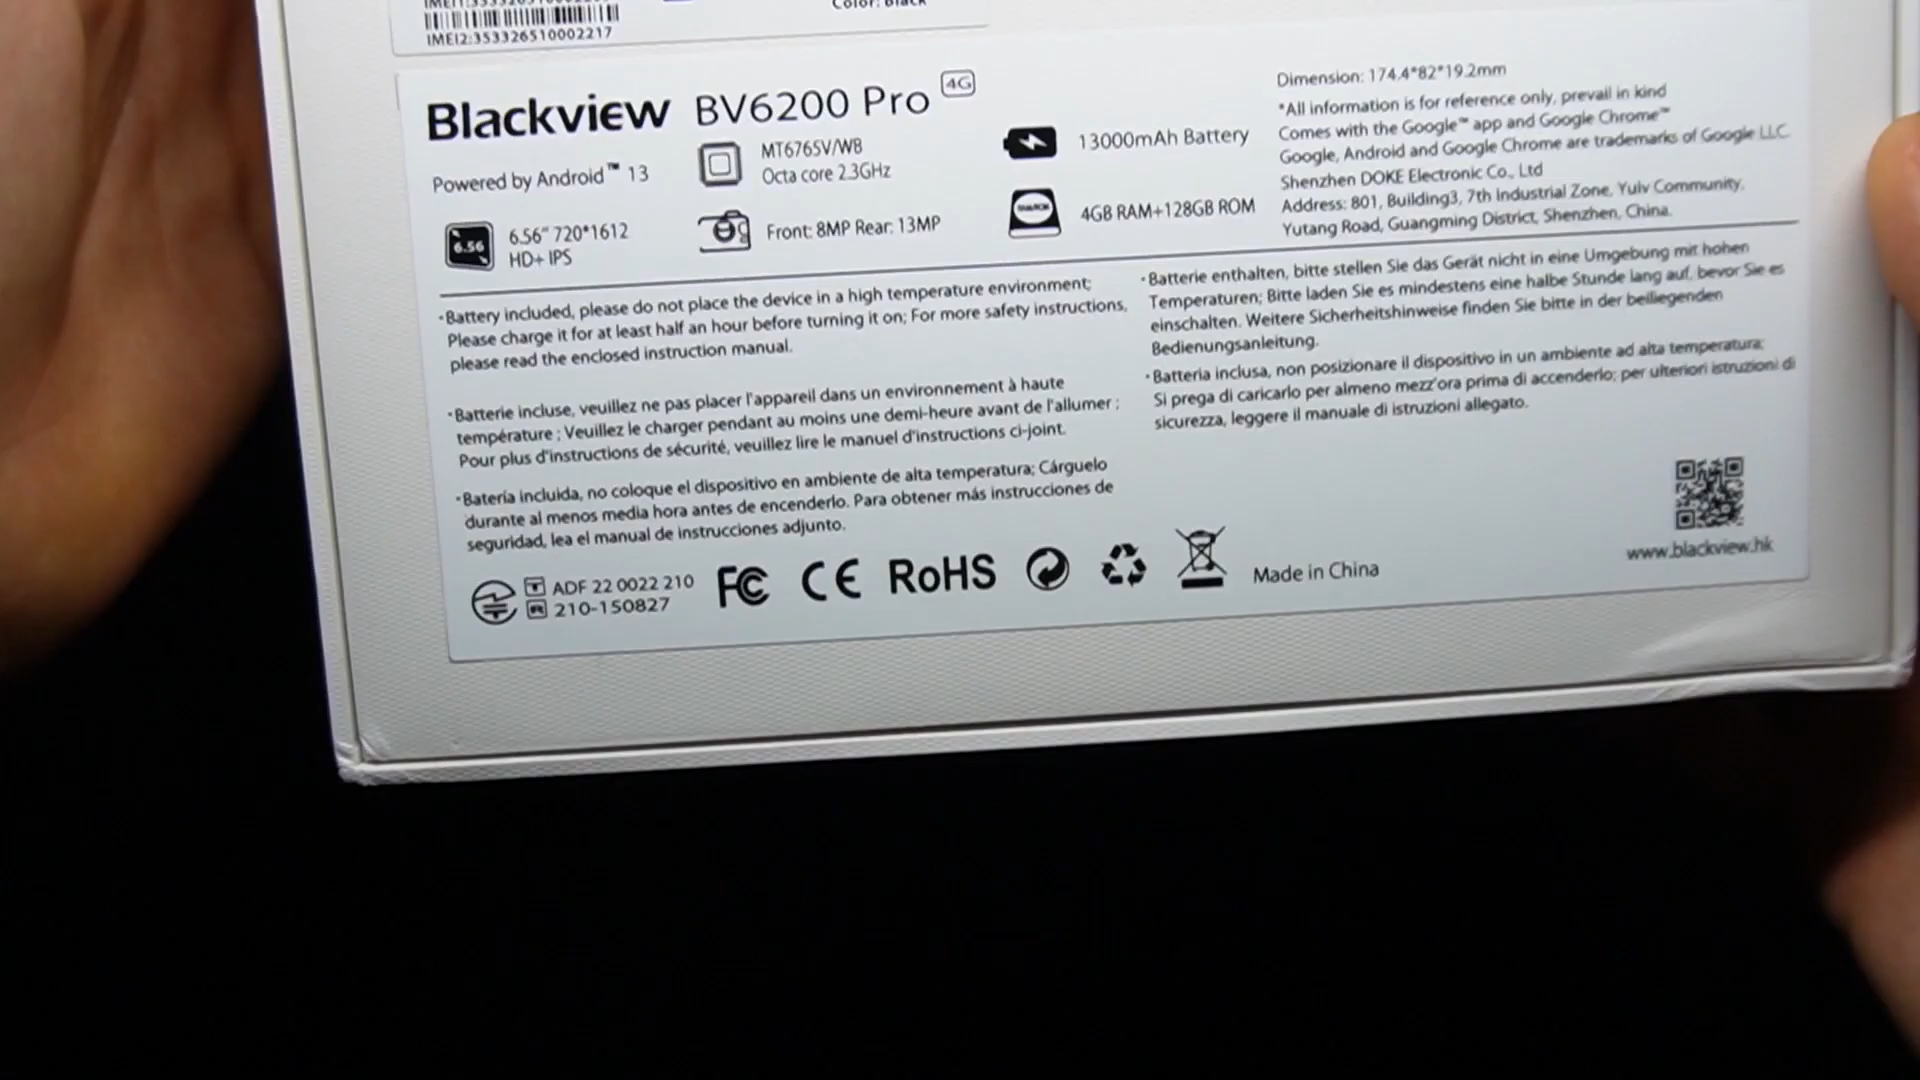 IMEI2:353326510002217
Color: Black
Blackview BV6200 Pro 4G
Powered by Android™ 13
6.56
6.56" 720*1612
HD+ IPS
MT6765V/WB
Octa core 2.3GHz
Front: 8MP Rear: 13MP
13000mAh Battery
4GB RAM+128GB ROM
Dimension: 174.4*82*19.2mm
*All information is for reference only, prevail in kind
Comes with the Google™ app and Google Chrome™
Google, Android and Google Chrome are trademarks of Google LLC.
Shenzhen DOKE Electronic Co., Ltd
Address: 801, Building3, 7th Industrial Zone, Yulv Community,
Yutang Road, Guangming District, Shenzhen, China.
·Battery included, please do not place the device in a high temperature environment;
Please charge it for at least half an hour before turning it on; For more safety instructions,
please read the enclosed instruction manual.
·Batterie incluse, veuillez ne pas placer l'appareil dans un environnement à haute
température ; Veuillez le charger pendant au moins une demi-heure avant de l'allumer ;
Pour plus d'instructions de sécurité, veuillez lire le manuel d'instructions ci-joint.
·Batería incluida, no coloque el dispositivo en ambiente de alta temperatura; Cárguelo
durante al menos media hora antes de encenderlo. Para obtener más instrucciones de
seguridad, lea el manual de instrucciones adjunto.
·Batterie enthalten, bitte stellen Sie das Gerät nicht in eine Umgebung mit hohen
Temperaturen; Bitte laden Sie es mindestens eine halbe Stunde lang auf, bevor Sie es
einschalten. Weitere Sicherheitshinweise finden Sie bitte in der beiliegenden
Bedienungsanleitung.
·Batteria inclusa, non posizionare il dispositivo in un ambiente ad alta temperatura;
Si prega di caricarlo per almeno mezz'ora prima di accenderlo; per ulteriori istruzioni di
sicurezza, leggere il manuale di istruzioni allegato.
T ADF 22 0022 210
R 210-150827
FC CE RoHS
Made in China
www.blackview.hk